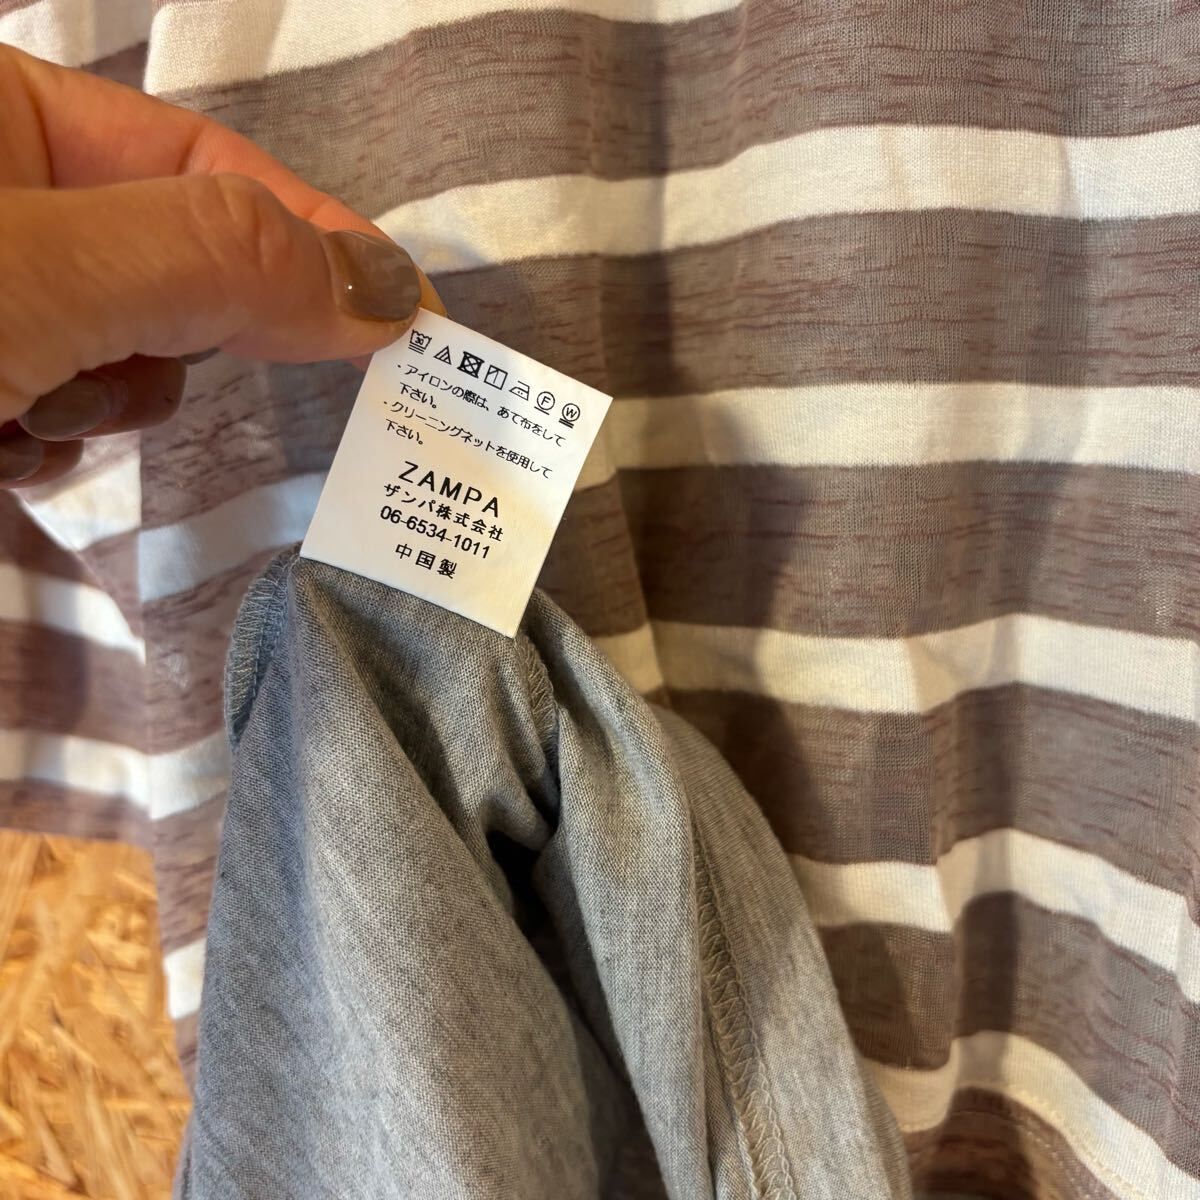 30
F
W
・アイロンの際は、あて布をして
下さい。
・クリーニングネットを使用して
下さい。
ZAMPA
ザンパ株式会社
06-6534-1011
中国製